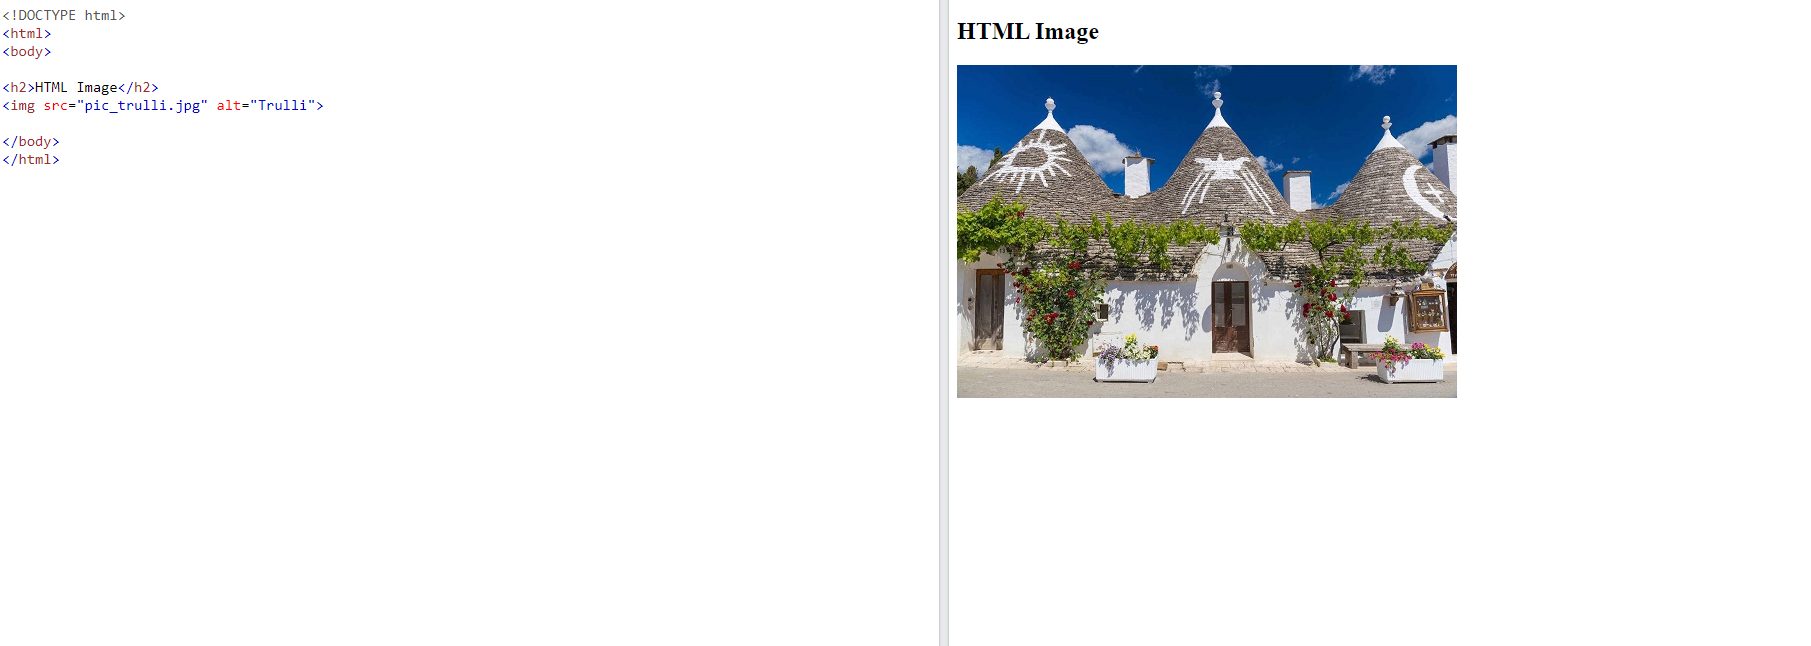 <!DOCTYPE html>
<html>
<body>
<h2>HTML Image</h2>
<img src="pic_trulli.jpg" alt="Trulli">
</body>
</html>
HTML Image